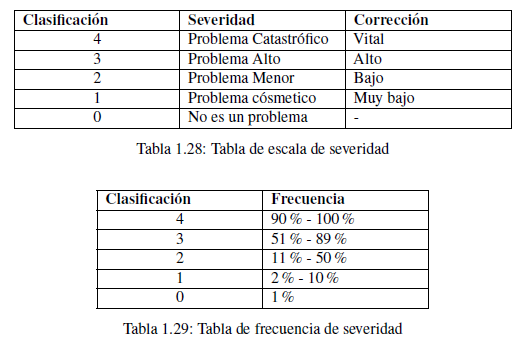 Clasificación Severidad Corrección
4 Problema Catastrófico Vital
3 Problema Alto Alto
2 Problema Menor Bajo
1 Problema cósmetico Muy bajo
0 No es un problema -
Tabla 1.28: Tabla de escala de severidad
Clasificación Frecuencia
4 90 % - 100 %
3 51 % - 89 %
2 11 % - 50 %
1 2 % - 10 %
0 1 %
Tabla 1.29: Tabla de frecuencia de severidad